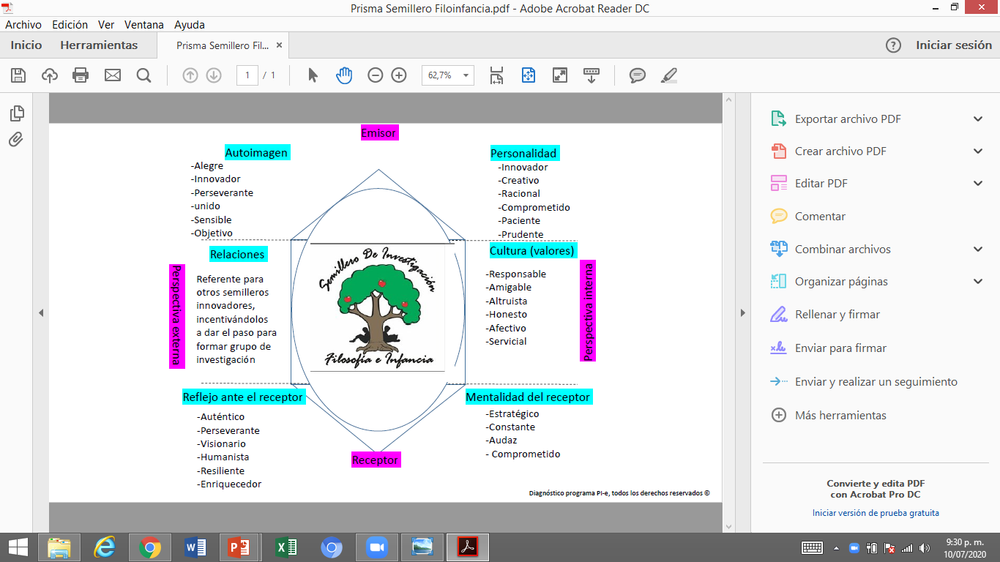 Prisma Semillero Filoinfancia.pdf - Adobe Acrobat Reader DC
Archivo Edición Ver Ventana Ayuda
Inicio Herramientas Prisma Semillero Fil... × Iniciar sesión
1 / 1 62,7%
Emisor
Autoimagen
-Alegre
-Innovador
-Perseverante
-unido
-Sensible
-Objetivo
Personalidad
-Innovador
-Creativo
-Racional
-Comprometido
-Paciente
-Prudente
Perspectiva externa
Relaciones
Referente para
otros semilleros
innovadores,
incentivándolos
a dar el paso para
formar grupo de
investigación
Semillero De Investigación
Filosofía e Infancia
Cultura (valores)
-Responsable
-Amigable
-Altruista
-Honesto
-Afectivo
-Servicial
Perspectiva interna
Reflejo ante el receptor
-Auténtico
-Perseverante
-Visionario
-Humanista
-Resiliente
-Enriquecedor
Mentalidad del receptor
-Estratégico
-Constante
-Audaz
- Comprometido
Receptor
Diagnóstico programa PI-e, todos los derechos reservados ©
Exportar archivo PDF
Crear archivo PDF
Editar PDF
Comentar
Combinar archivos
Organizar páginas
Rellenar y firmar
Enviar para firmar
Enviar y realizar un seguimiento
Más herramientas
Convierte y edita PDF
con Acrobat Pro DC
Iniciar versión de prueba gratuita
9:30 p. m.
10/07/2020